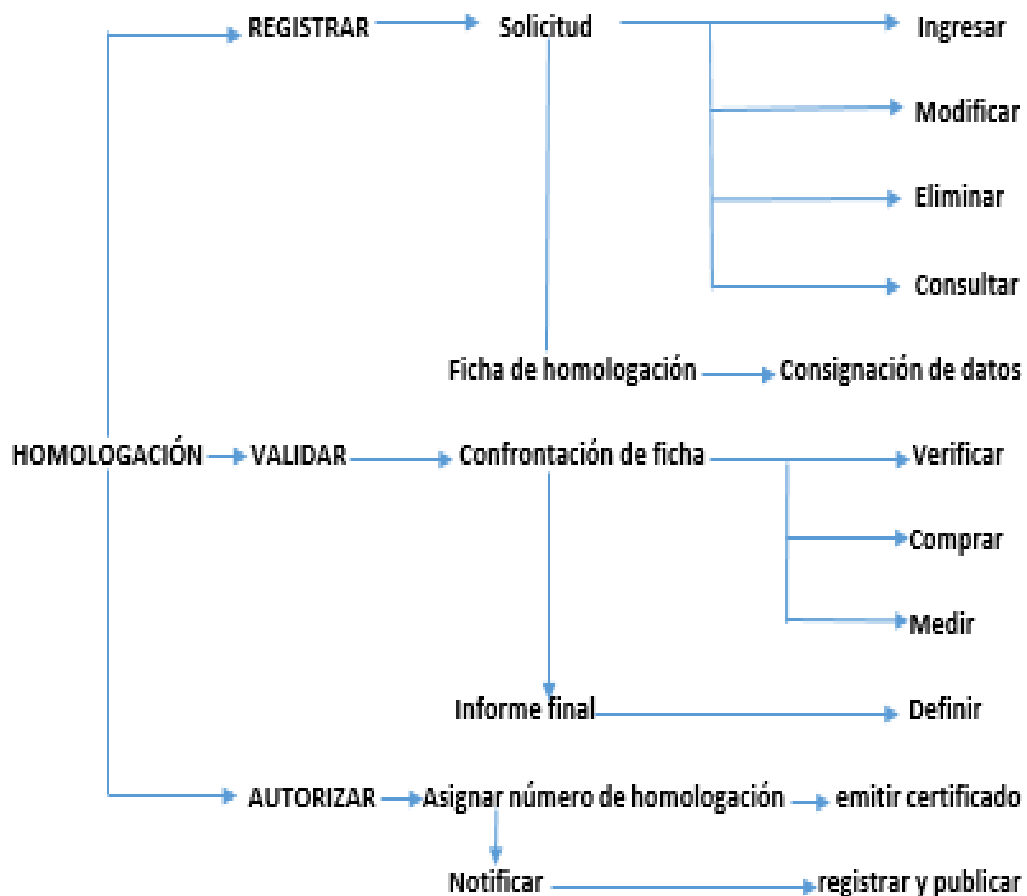 REGISTRAR Solicitud Ingresar
Modificar
Eliminar
Consultar
Ficha de homologación Consignación de datos
HOMOLOGACIÓN VALIDAR Confrontación de ficha Verificar
Comprar
Medir
Informe final Definir
AUTORIZAR Asignar número de homologación emitir certificado
Notificar registrar y publicar